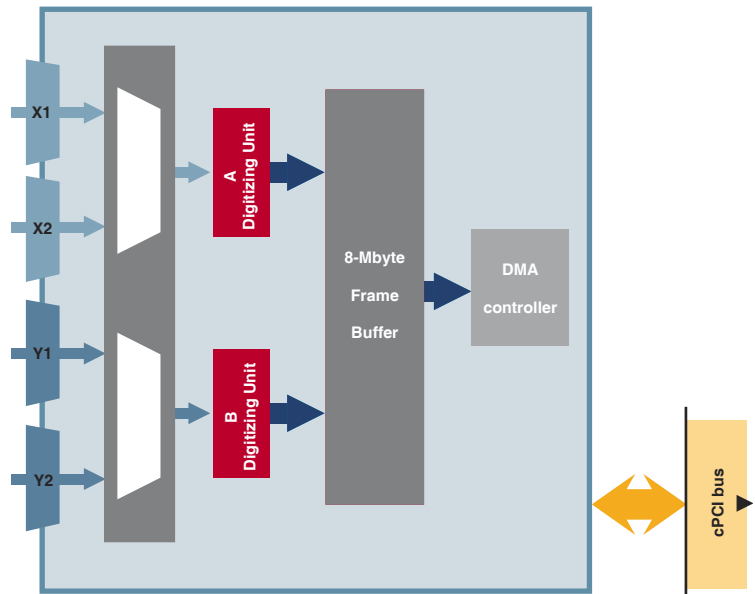 X1
X2
Y1
Y2
A
Digitizing Unit
B
Digitizing Unit
8-Mbyte
Frame
Buffer
DMA
controller
cPCI bus